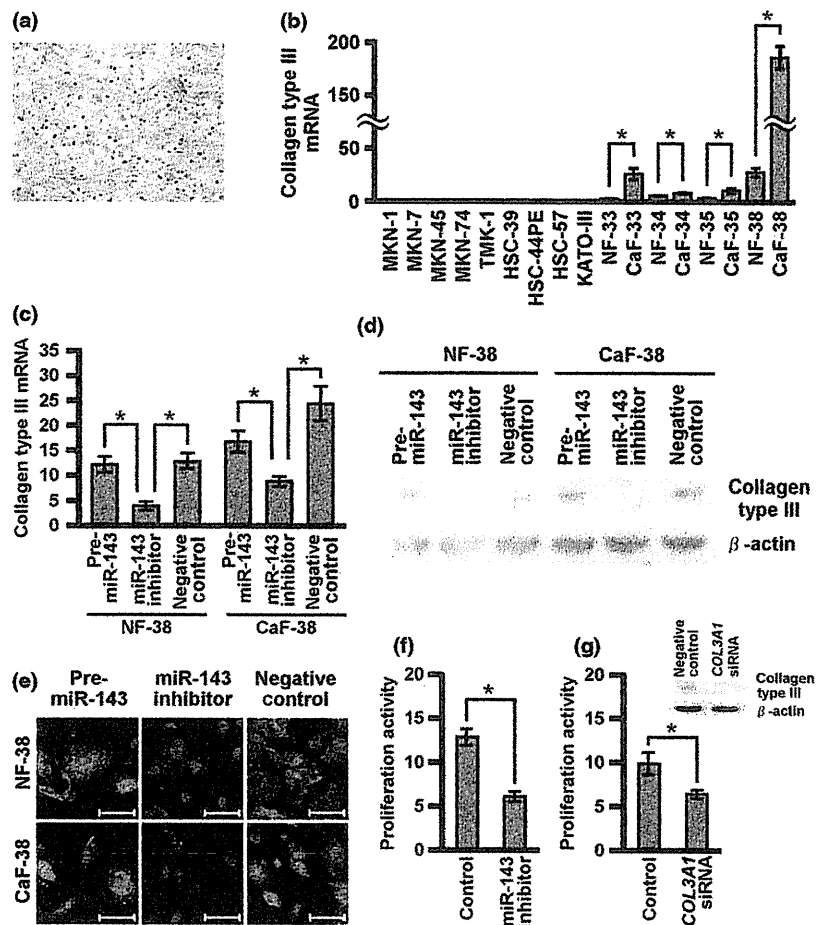 (a)
(b)
Collagen type III
mRNA
200
150
50
0
*
*
*
*
MKN-1
MKN-7
MKN-45
MKN-74
TMK-1
HSC-39
HSC-44PE
HSC-57
KATO-III
NF-33
CaF-33
NF-34
CaF-34
NF-35
CaF-35
NF-38
CaF-38
(c)
Collagen type III mRNA
35
30
25
20
15
10
5
0
*
*
*
*
Pre-
miR-143
miR-143
inhibitor
Negative
control
Pre-
miR-143
miR-143
inhibitor
Negative
control
NF-38
CaF-38
(d)
NF-38
CaF-38
Pre-
miR-143
miR-143
inhibitor
Negative
control
Pre-
miR-143
miR-143
inhibitor
Negative
control
Collagen
type III
β-actin
(e)
Pre-
miR-143
miR-143
inhibitor
Negative
control
NF-38
CaF-38
(f)
Proliferation activity
20
15
10
5
0
*
Control
miR-143
inhibitor
(g)
Proliferation activity
20
15
10
5
0
*
Control
COL3A1
siRNA
Negative
control
COL3A1
siRNA
Collagen
type III
β-actin